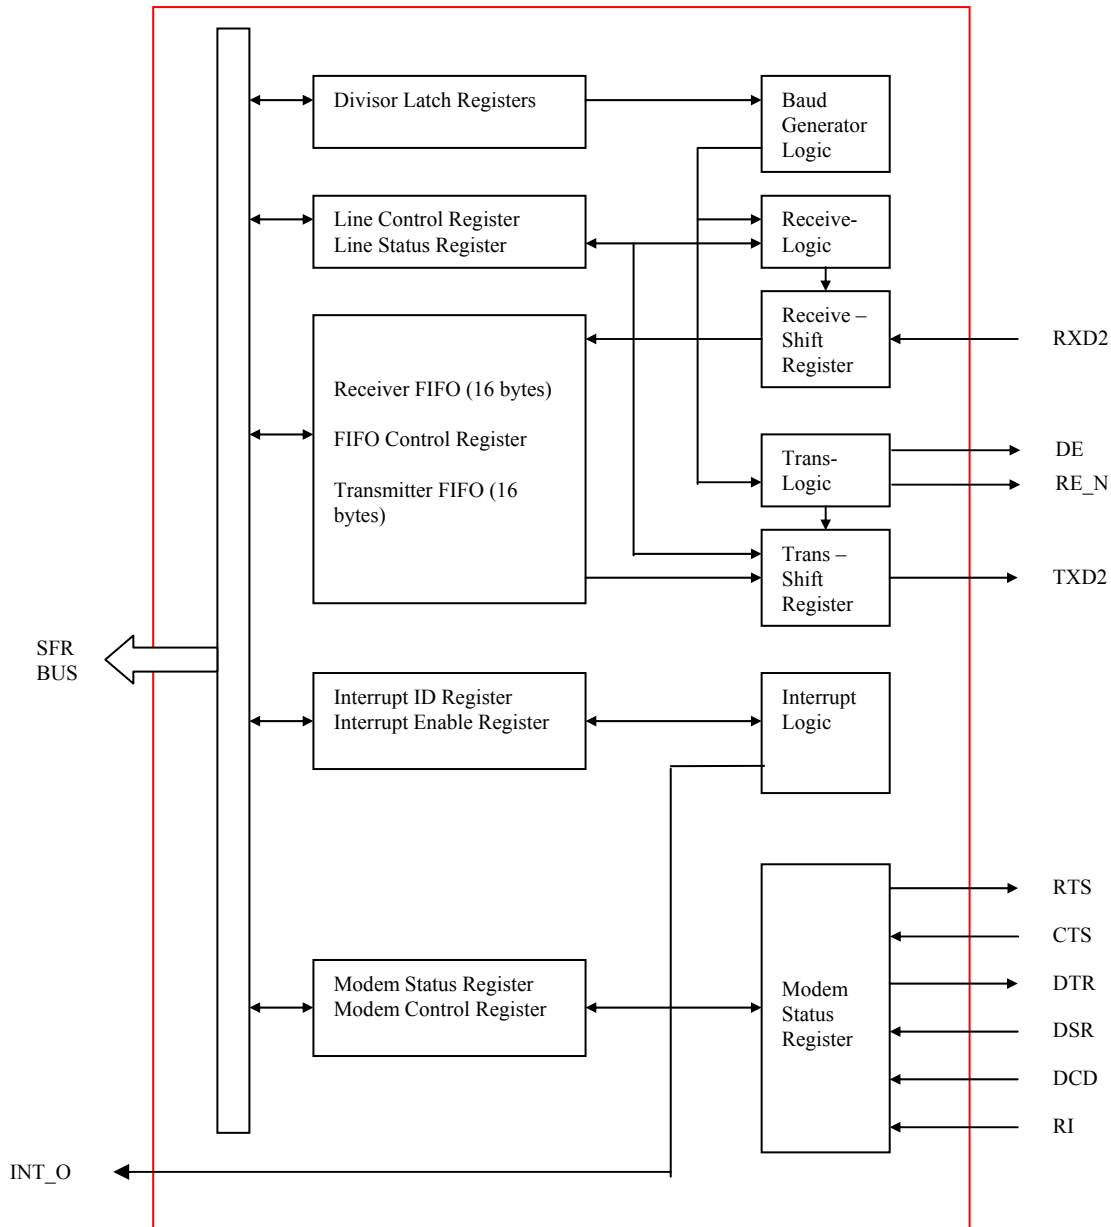 Divisor Latch Registers
Baud
Generator
Logic
Line Control Register
Line Status Register
Receive-
Logic
Receive –
Shift
Register
RXD2
Receiver FIFO (16 bytes)
FIFO Control Register
Transmitter FIFO (16
bytes)
Trans-
Logic
DE
RE_N
Trans –
Shift
Register
TXD2
SFR
BUS
Interrupt ID Register
Interrupt Enable Register
Interrupt
Logic
Modem Status Register
Modem Control Register
Modem
Status
Register
RTS
CTS
DTR
DSR
DCD
RI
INT_O